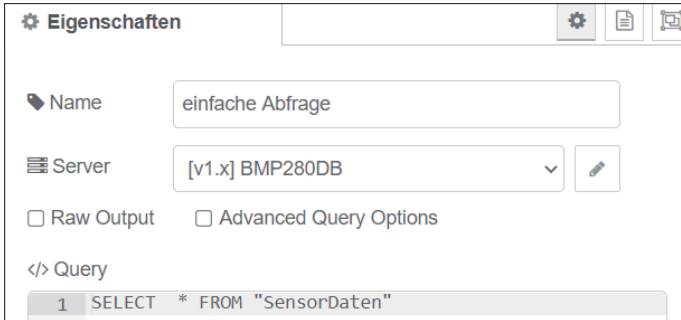 Eigenschaften
Name einfache Abfrage
Server [v1.x] BMP280DB
Raw Output Advanced Query Options
</> Query
1 SELECT * FROM "SensorDaten"